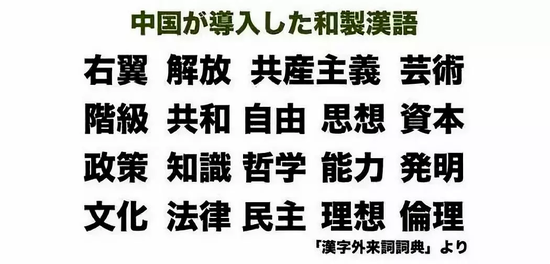 中国が導入した和製漢語
右翼 解放 共産主義 芸術
階級 共和 自由 思想 資本
政策 知識 哲学 能力 発明
文化 法律 民主 理想 倫理
「漢字外来詞詞典」より